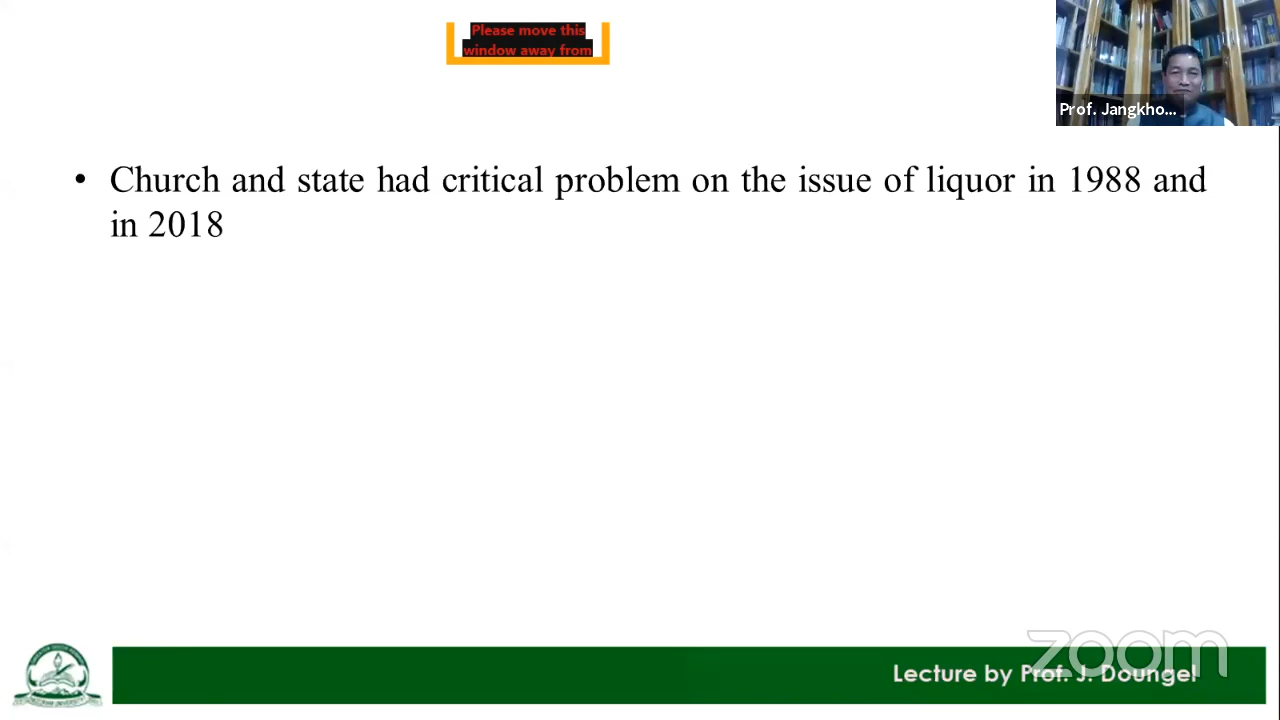 Please move this
window away from
Prof. Jangkho...
• Church and state had critical problem on the issue of liquor in 1988 and
in 2018
zoom
Lecture by Prof. J. Doungel